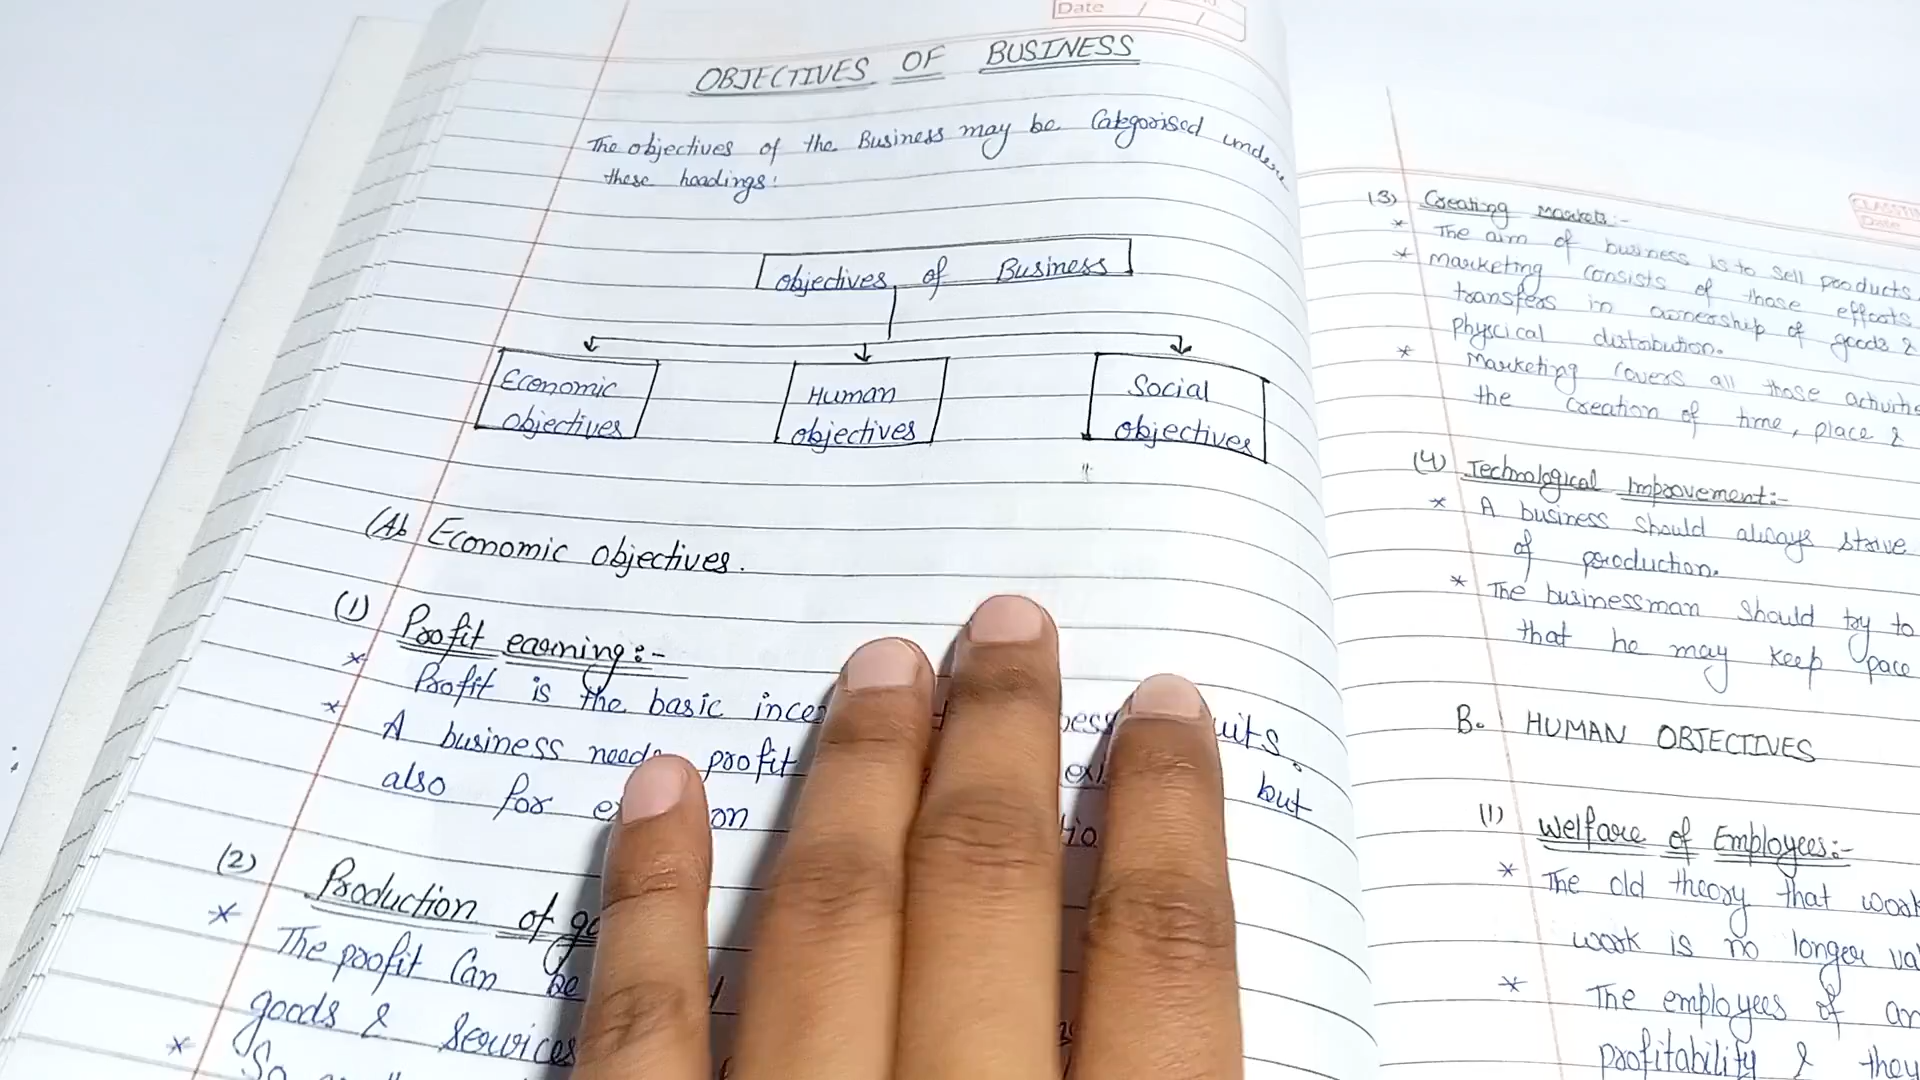 Date / /
OBJECTIVES OF BUSINESS
The objectives of the Business may be Categorised under
these headings:
Objectives of Business
Economic
Objectives
Human
objectives
Social
objectives
(A) Economic objectives.
(1) Profit earning:-
* Profit is the basic
* A business needs profit but
also for
(2) Production of
* The profit Can be
goods & services
* So
CLASSTIM
Date
(3) Creating Markets:-
* The aim of business is to sell products
* Marketing consists of those efforts
transfers in ownership of goods &
Physcical distribution.
* Marketing Covers all those
the creation of time, place &
(4) Technological Improvement:-
* A business should always strive
of production.
* The businessman should try to
that he may keep pace
B. HUMAN OBJECTIVES
(1) Welfare of Employees:-
* The old theory that
work is no longer
* The employees of
profitability & they